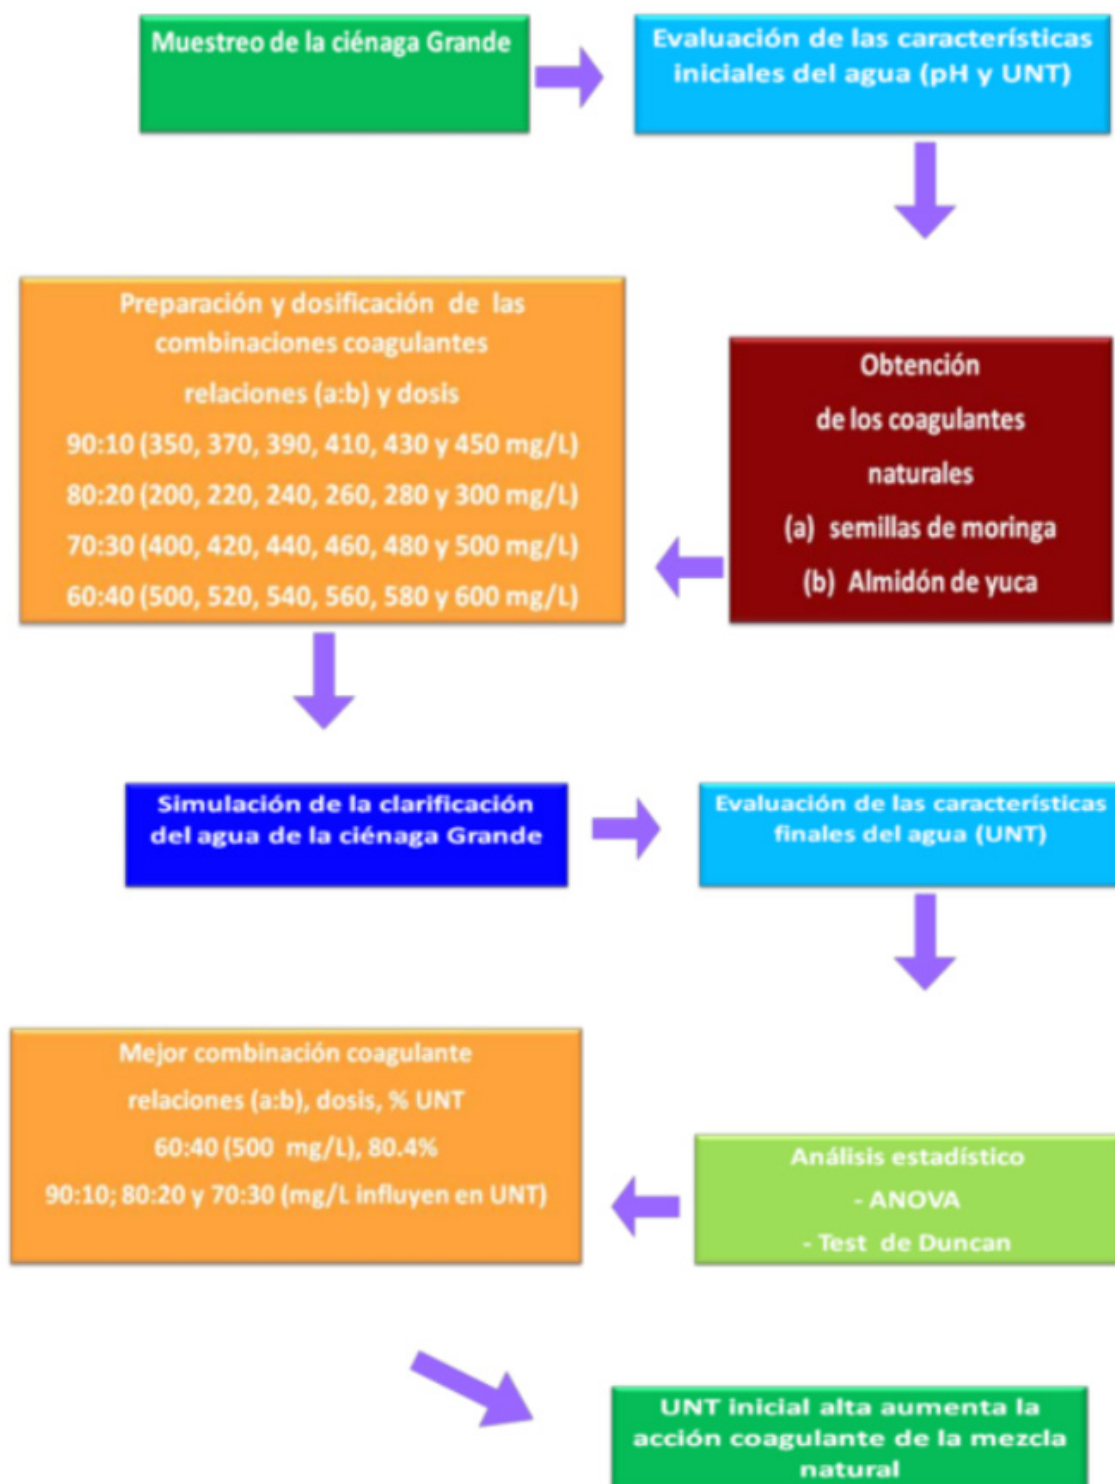 Muestreo de la ciénaga Grande
Evaluación de las características
iniciales del agua (pH y UNT)
Obtención
de los coagulantes
naturales
(a) semillas de moringa
(b) Almidón de yuca
Preparación y dosificación de las
combinaciones coagulantes
relaciones (a:b) y dosis
90:10 (350, 370, 390, 410, 430 y 450 mg/L)
80:20 (200, 220, 240, 260, 280 y 300 mg/L)
70:30 (400, 420, 440, 460, 480 y 500 mg/L)
60:40 (500, 520, 540, 560, 580 y 600 mg/L)
Simulación de la clarificación
del agua de la ciénaga Grande
Evaluación de las características
finales del agua (UNT)
Análisis estadístico
- ANOVA
- Test de Duncan
Mejor combinación coagulante
relaciones (a:b), dosis, % UNT
60:40 (500 mg/L), 80.4%
90:10; 80:20 y 70:30 (mg/L influyen en UNT)
UNT inicial alta aumenta la
acción coagulante de la mezcla
natural